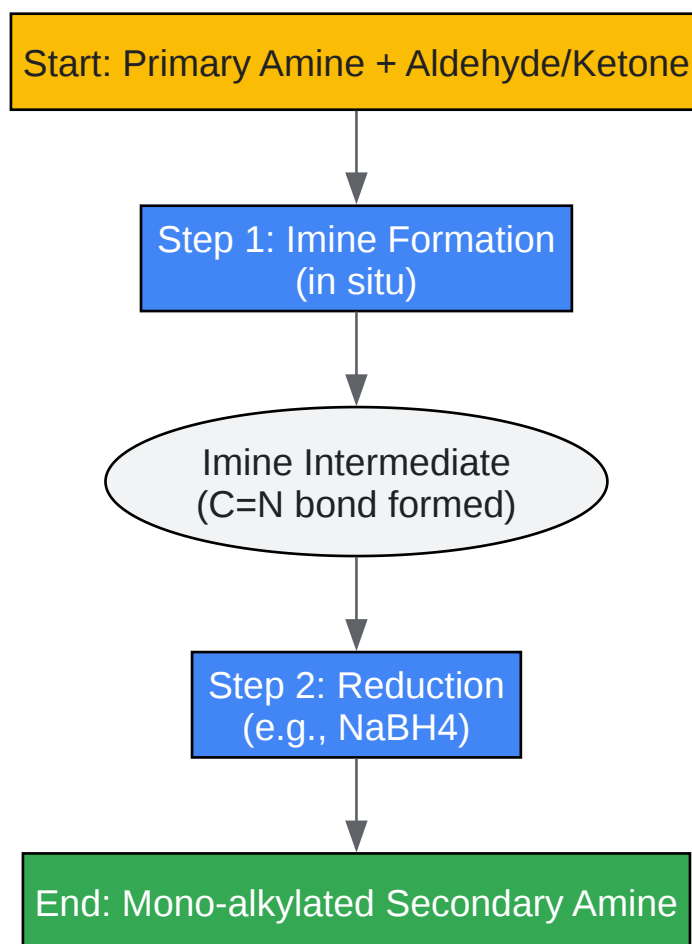 Start: Primary Amine + Aldehyde/Ketone
Step 1: Imine Formation
(in situ)
Imine Intermediate
(C=N bond formed)
Step 2: Reduction
(e.g., NaBH4)
End: Mono-alkylated Secondary Amine